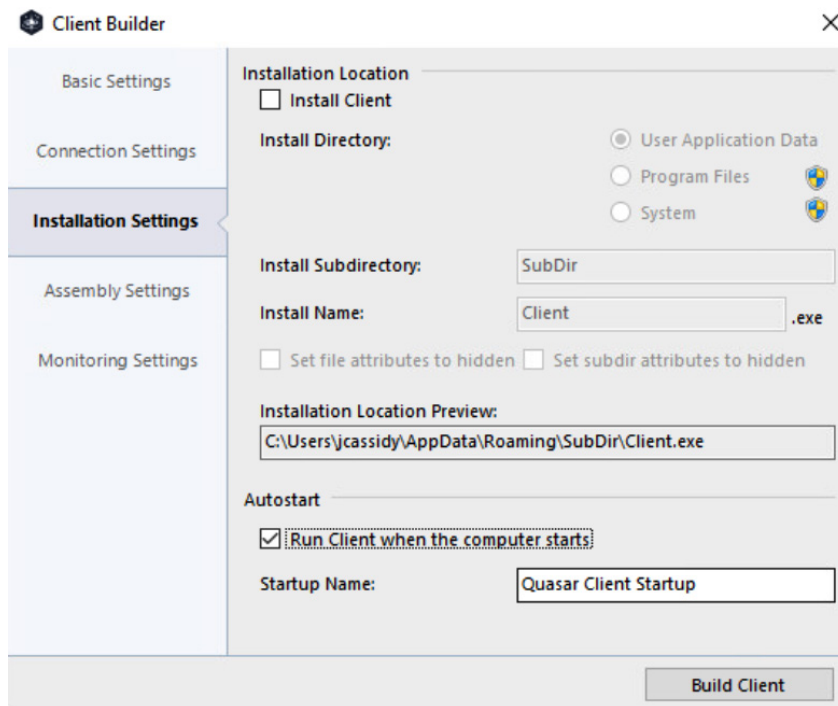 Client Builder
Basic Settings
Connection Settings
Installation Settings
Assembly Settings
Monitoring Settings
Installation Location
Install Client
Install Directory:
User Application Data
Program Files
System
Install Subdirectory:
SubDir
Install Name:
Client
.exe
Set file attributes to hidden
Set subdir attributes to hidden
Installation Location Preview:
C:\Users\jcassidy\AppData\Roaming\SubDir\Client.exe
Autostart
Run Client when the computer starts
Startup Name:
Quasar Client Startup
Build Client